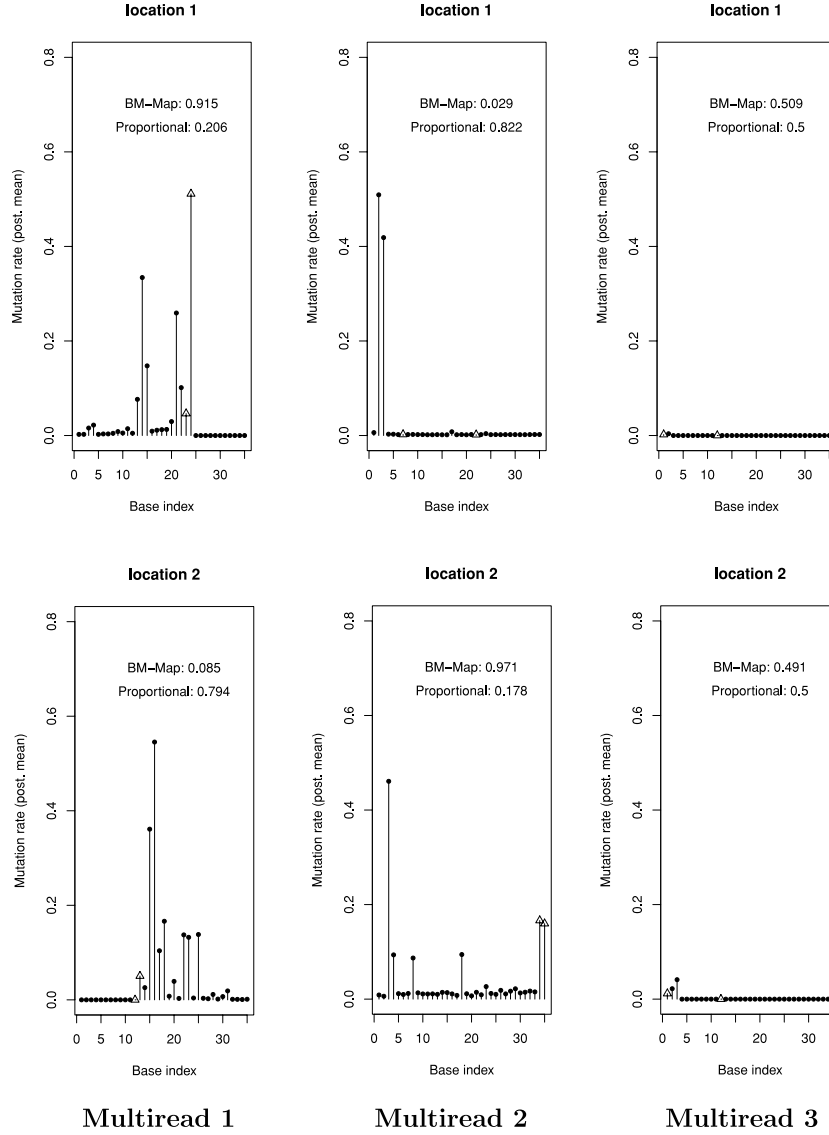 location 1
0.8
0.6
0.4
0.2
0.0
Mutation rate (post. mean)
BM−Map: 0.915
Proportional: 0.206
0 10 20 30
Base index
location 1
0.8
0.6
0.4
0.2
0.0
Mutation rate (post. mean)
BM−Map: 0.029
Proportional: 0.822
0 5 10 20 30
Base index
location 1
0.8
0.6
0.4
0.2
0.0
Mutation rate (post. mean)
BM−Map: 0.509
Proportional: 0.5
0 5 10 20 30
Base index
location 2
0.8
0.6
0.4
0.2
0.0
Mutation rate (post. mean)
BM−Map: 0.085
Proportional: 0.794
0 10 20 30
Base index
location 2
0.8
0.6
0.4
0.2
0.0
Mutation rate (post. mean)
BM−Map: 0.971
Proportional: 0.178
0 5 10 20 30
Base index
location 2
0.8
0.6
0.4
0.2
0.0
Mutation rate (post. mean)
BM−Map: 0.491
Proportional: 0.5
0 5 10 20 30
Base index
Multiread 1 Multiread 2 Multiread 3